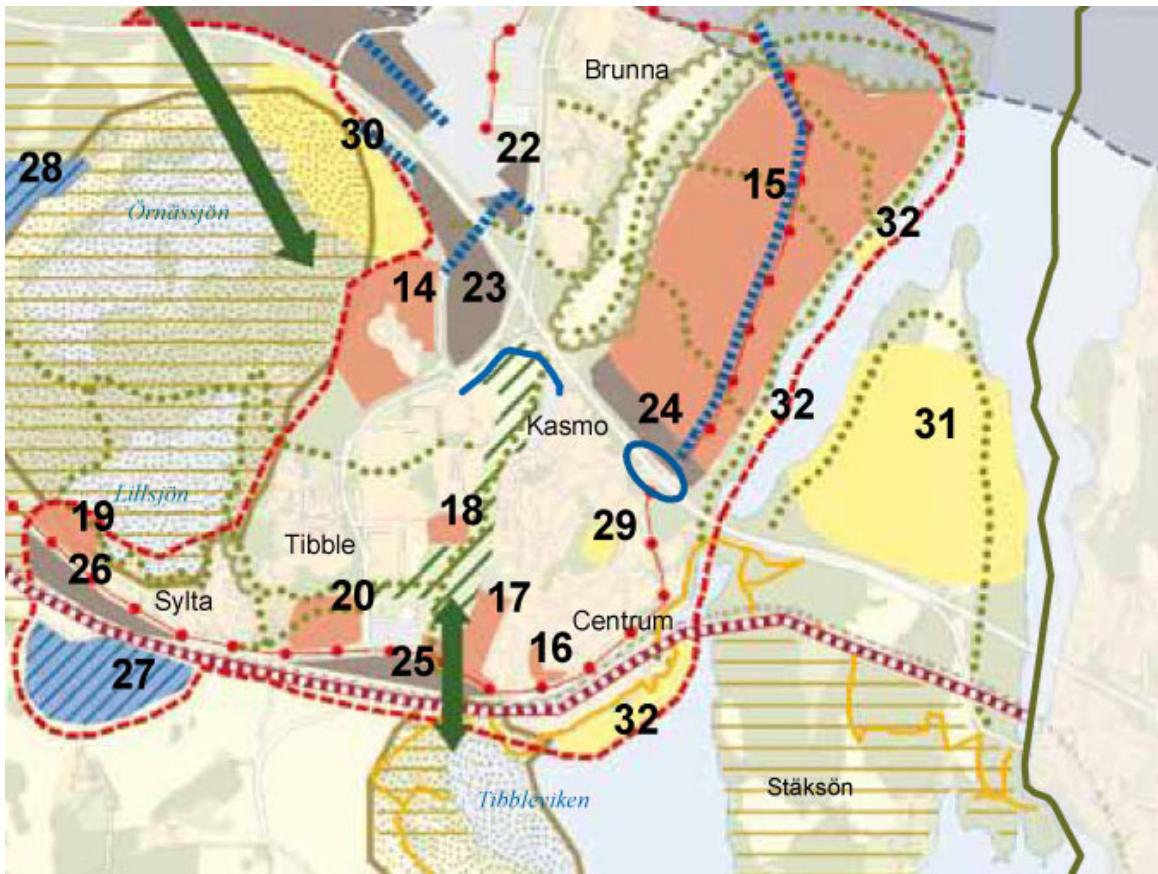 Brunna
30
22
28
15
Örnässjön
32
14
23
24
32
31
Kasmo
Lillsjön
19
18
29
Tibble
26
Sylta
20
17
Centrum
25
16
27
32
Stäksön
Tibbleviken